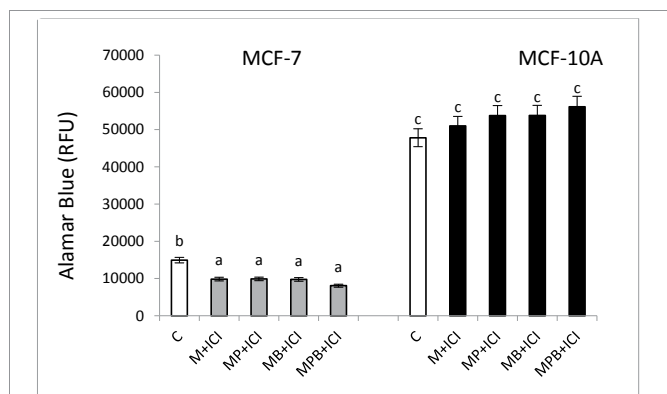 MCF-7 MCF-10A
70000
60000
50000
40000
30000
20000
10000
0
Alamar Blue (RFU)
b a a a a
c c c c c
C M+ICI MP+ICI MB+ICI MPB+ICI C M+ICI MP+ICI MB+ICI MPB+ICI